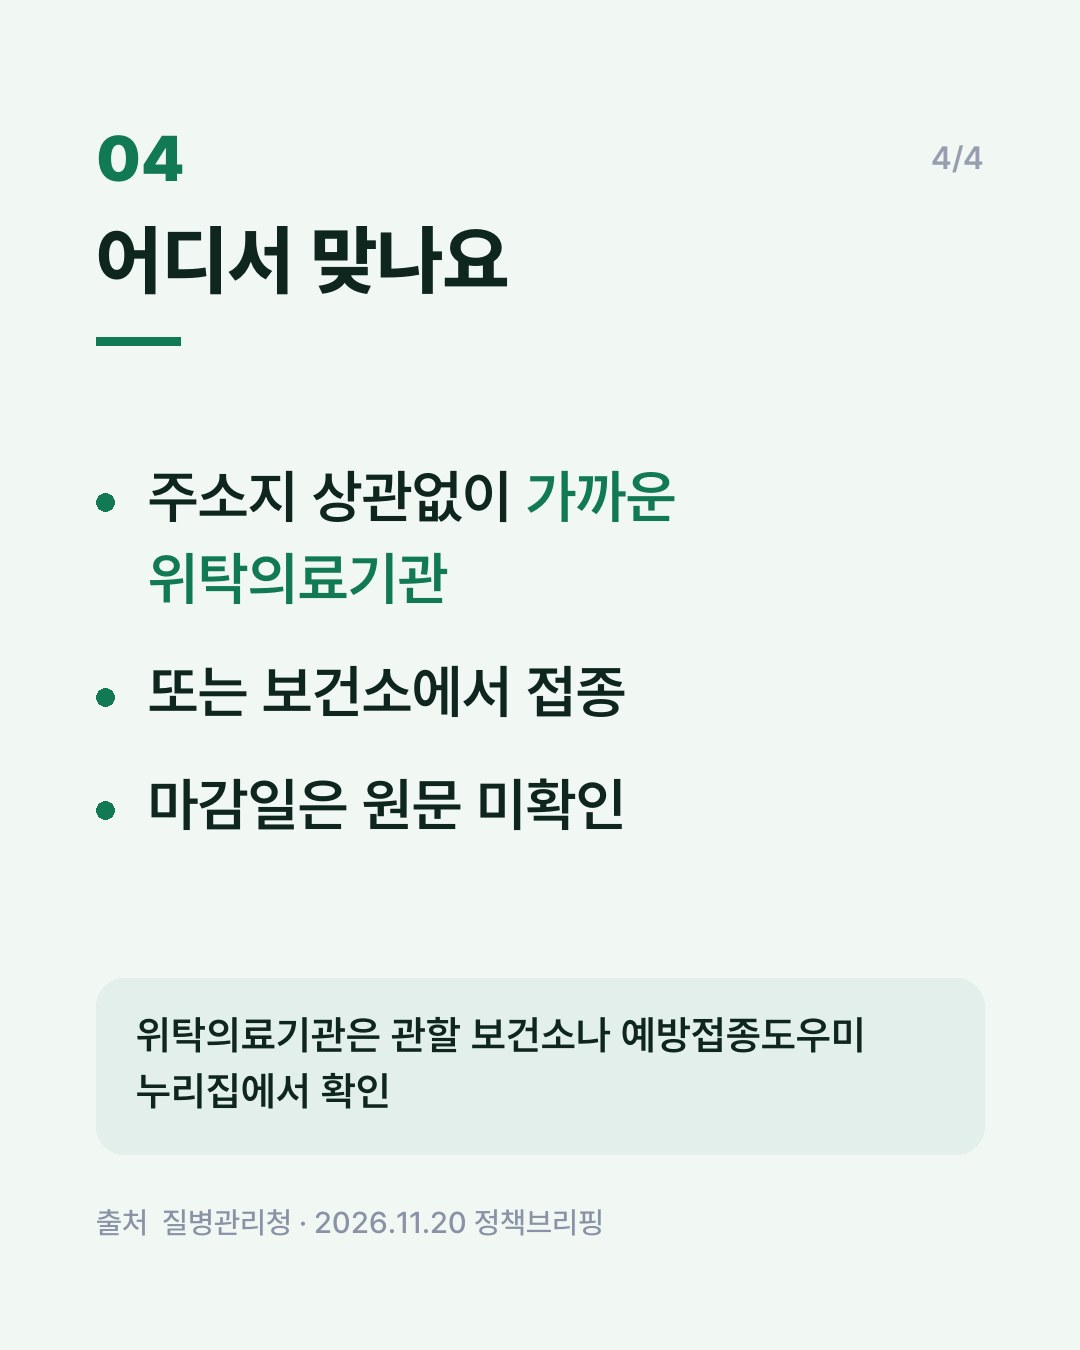 04
4/4
어디서 맞나요
주소지 상관없이 가까운
위탁의료기관
또는 보건소에서 접종
마감일은 원문 미확인
위탁의료기관은 관할 보건소나 예방접종도우미
누리집에서 확인
출처 질병관리청 · 2026.11.20 정책브리핑